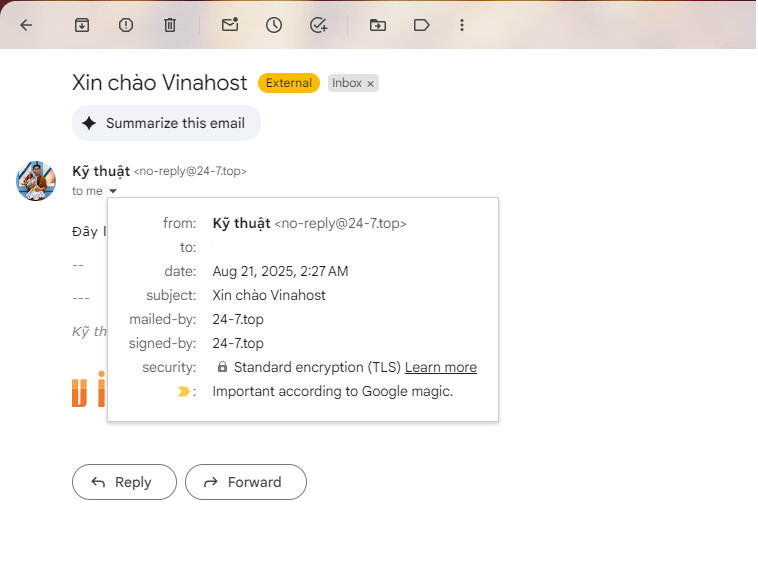 Xin chào Vinahost External Inbox ×
Summarize this email
Kỹ thuật <no-reply@24-7.top>
to me
from: Kỹ thuật <no-reply@24-7.top>
Đây l
to:
--
date: Aug 21, 2025, 2:27 AM
---
subject: Xin chào Vinahost
mailed-by: 24-7.top
Kỹ th
signed-by: 24-7.top
security: Standard encryption (TLS) Learn more
: Important according to Google magic.
Reply Forward